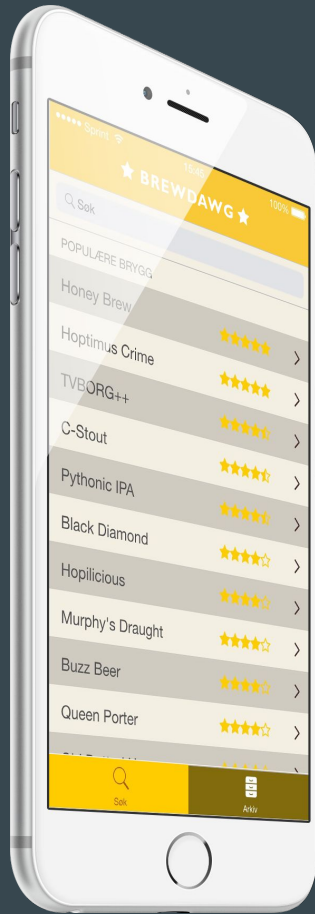 Sprint 15:45 100%
★ BREWDAWG ★
Søk
POPULÆRE BRYGG
Honey Brew
Hoptimus Crime
TVBORG++
C-Stout
Pythonic IPA
Black Diamond
Hopilicious
Murphy's Draught
Buzz Beer
Queen Porter
Søk Arkiv